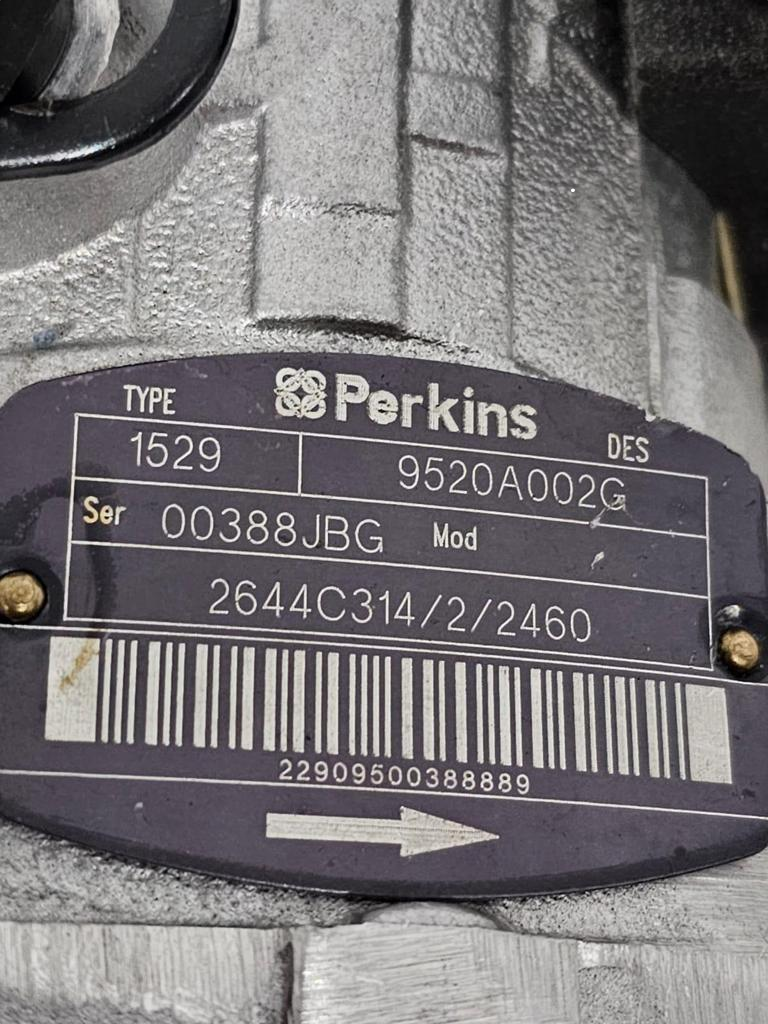 Perkins
TYPE DES
1529 9520A002G
Ser 00388JBG Mod
2644C314/2/2460
22909500388889